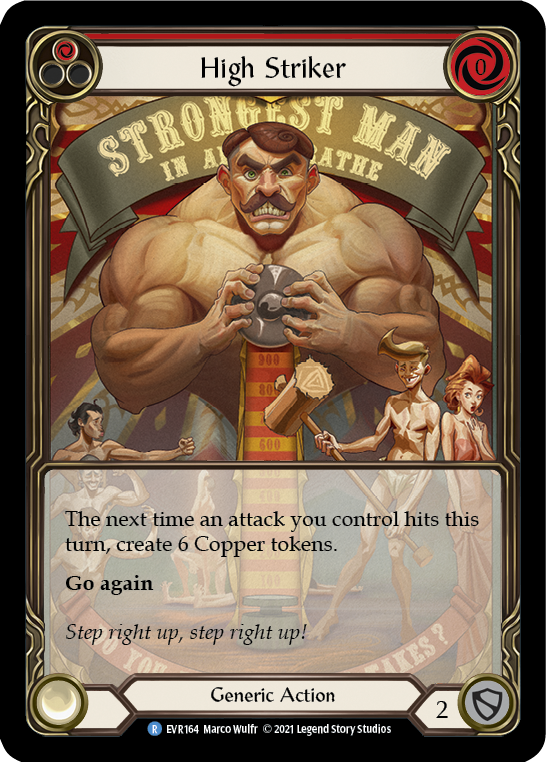 High Striker
0
STRONGEST MAN
IN A ATHE
900
800
600
The next time an attack you control hits this
turn, create 6 Copper tokens.
Go again
Step right up, step right up!
Generic Action
2
R EVR164 Marco Wulfr © 2021 Legend Story Studios